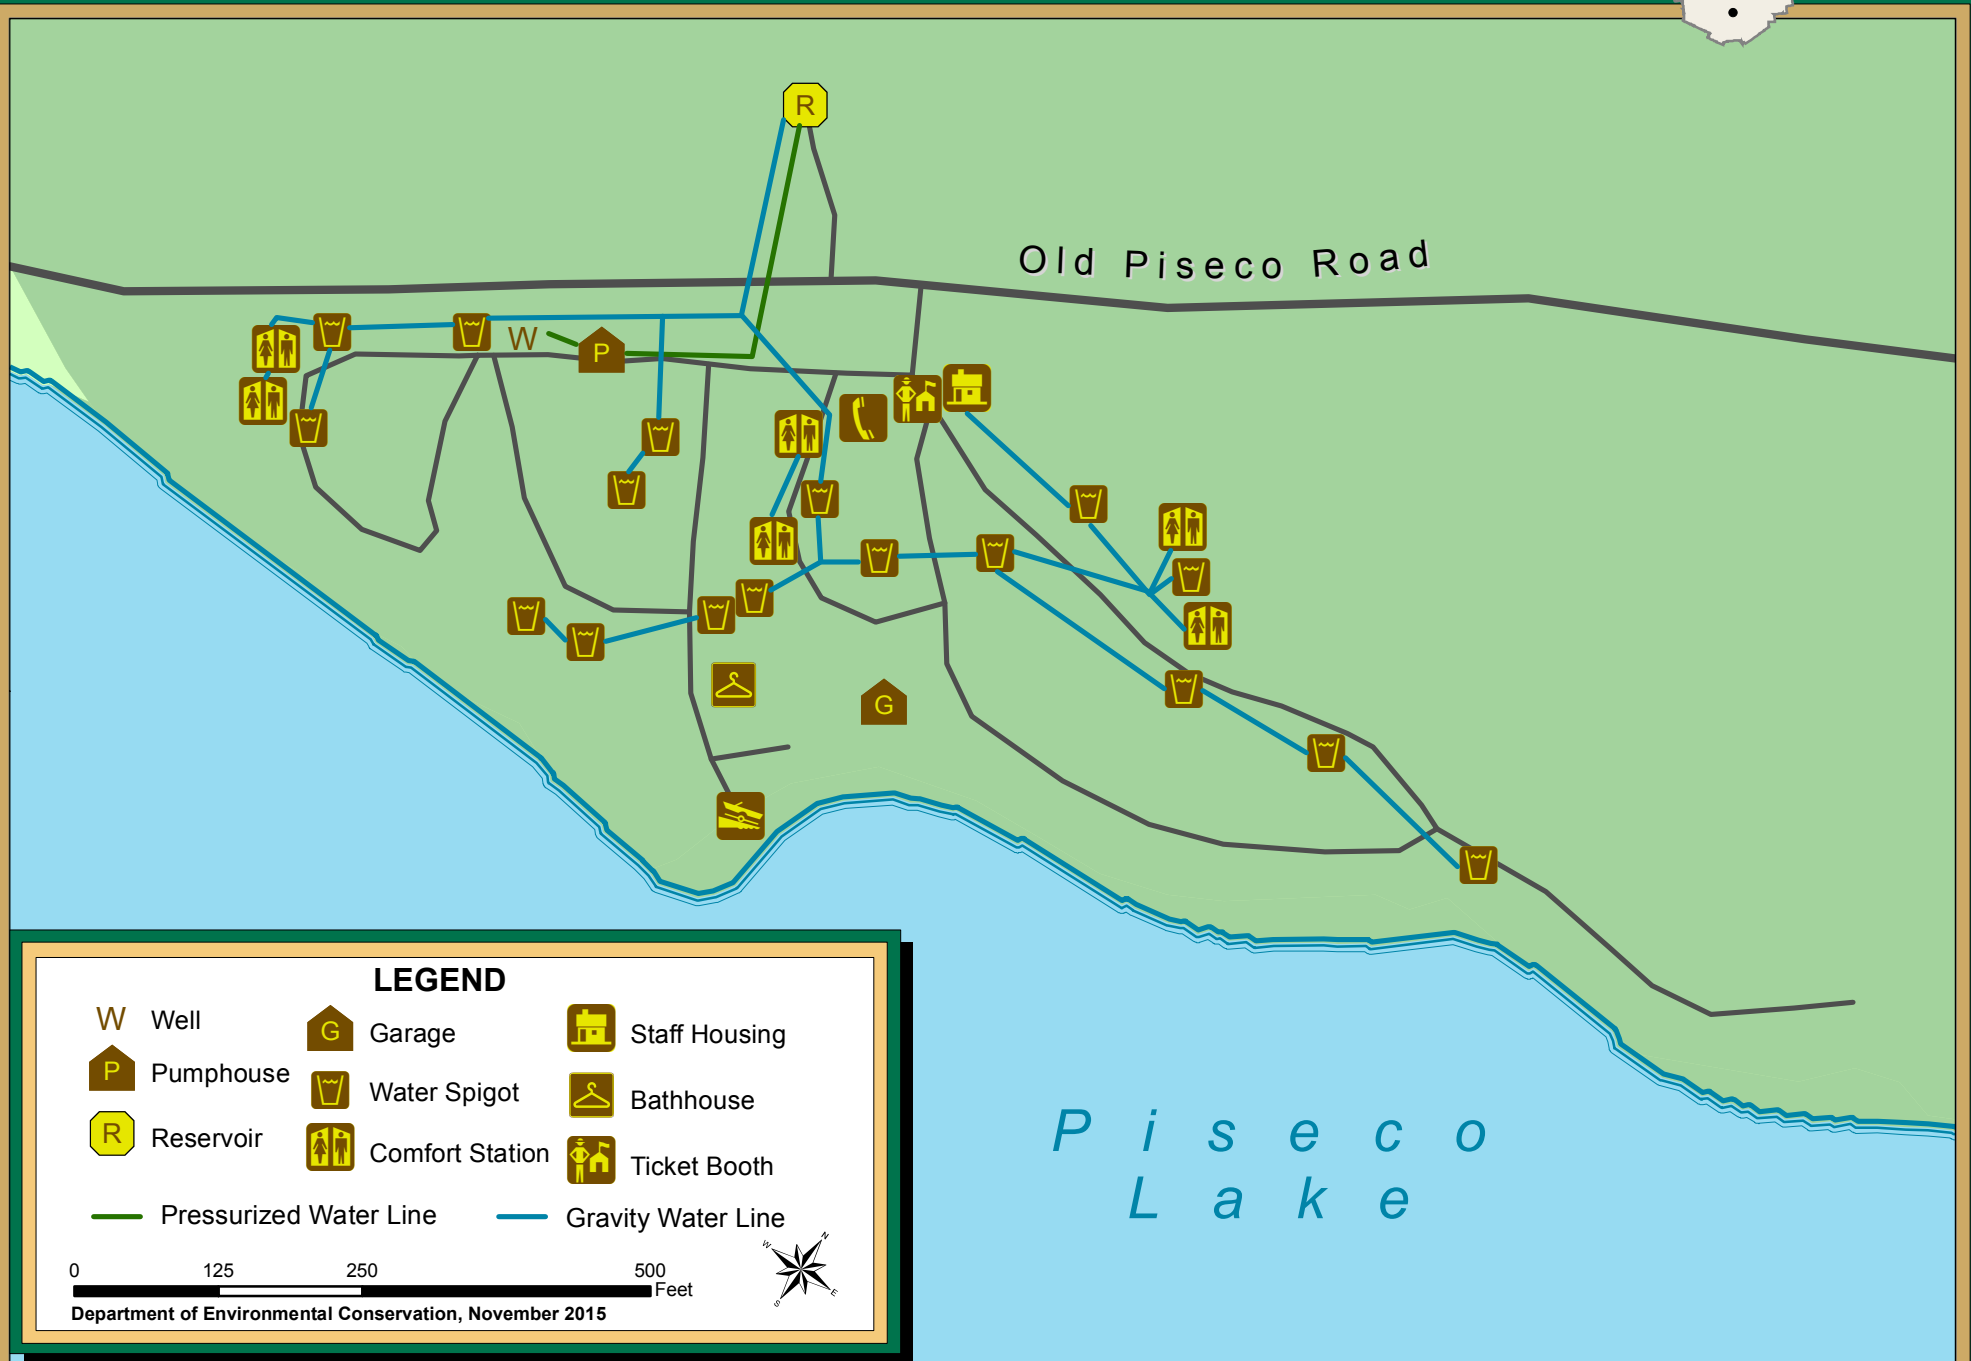 R
Old Piseco Road
W
P
G
LEGEND
W Well
P Pumphouse
R Reservoir
G Garage
Water Spigot
Comfort Station
Staff Housing
Bathhouse
Ticket Booth
Pressurized Water Line
Gravity Water Line
0 125 250 500
Feet
N
W
E
S
Department of Environmental Conservation, November 2015
Piseco
Lake